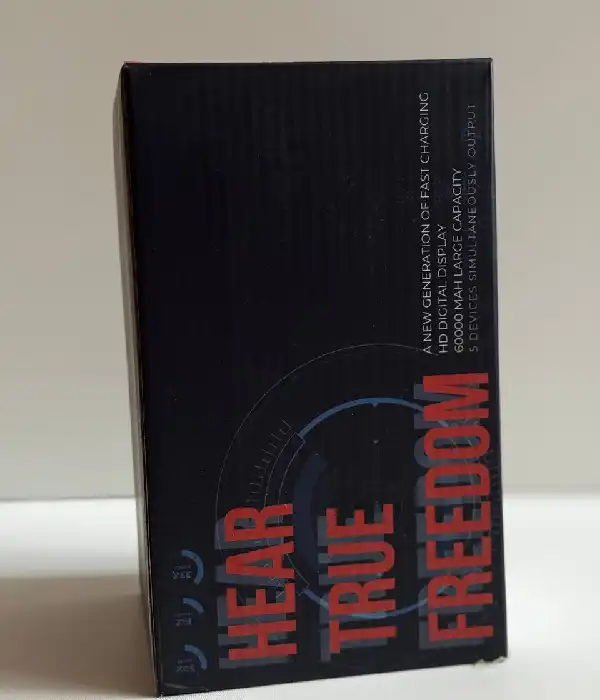 HEAR
TRUE
FREEDOM
A NEW GENERATION OF FAST CHARGING
HD DIGITAL DISPLAY
60000 MAH LARGE CAPACITY
5 DEVICES SIMULTANEOUSLY OUTPUT